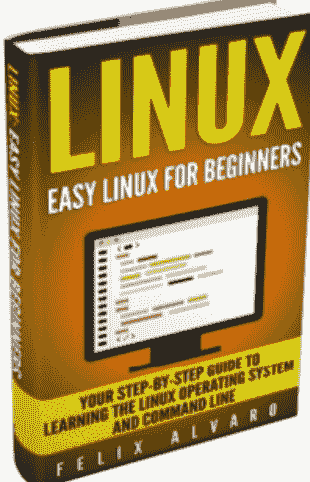 LINUX
EASY LINUX FOR BEGINNERS
YOUR STEP-BY-STEP GUIDE TO
LEARNING THE LINUX OPERATING SYSTEM
AND COMMAND LINE
FELIX ALVARO
LINUX: EASY LINUX FOR BEGINNERS